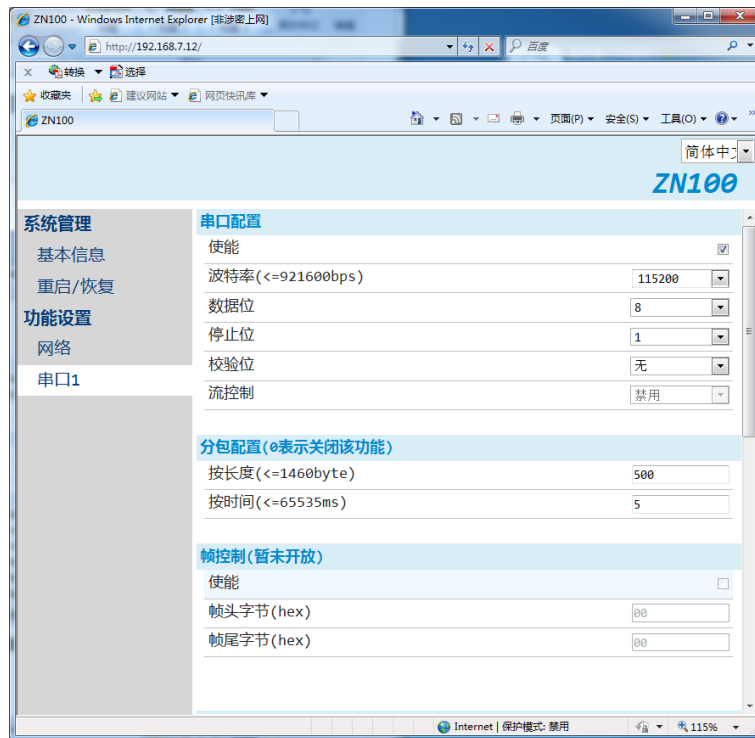 ZN100 - Windows Internet Explorer [非涉密上网]
http://192.168.7.12/
百度
x 转换 选择
收藏夹 建议网站 网页快讯库
ZN100 页面(P) 安全(S) 工具(O) »
简体中文
ZN100
系统管理
基本信息
重启/恢复
功能设置
网络
串口1
串口配置
使能
波特率(<=921600bps) 115200
数据位 8
停止位 1
校验位 无
流控制 禁用
分包配置(0表示关闭该功能)
按长度(<=1460byte) 500
按时间(<=65535ms) 5
帧控制(暂未开放)
使能
帧头字节(hex) 00
帧尾字节(hex) 00
Internet | 保护模式: 禁用 115%